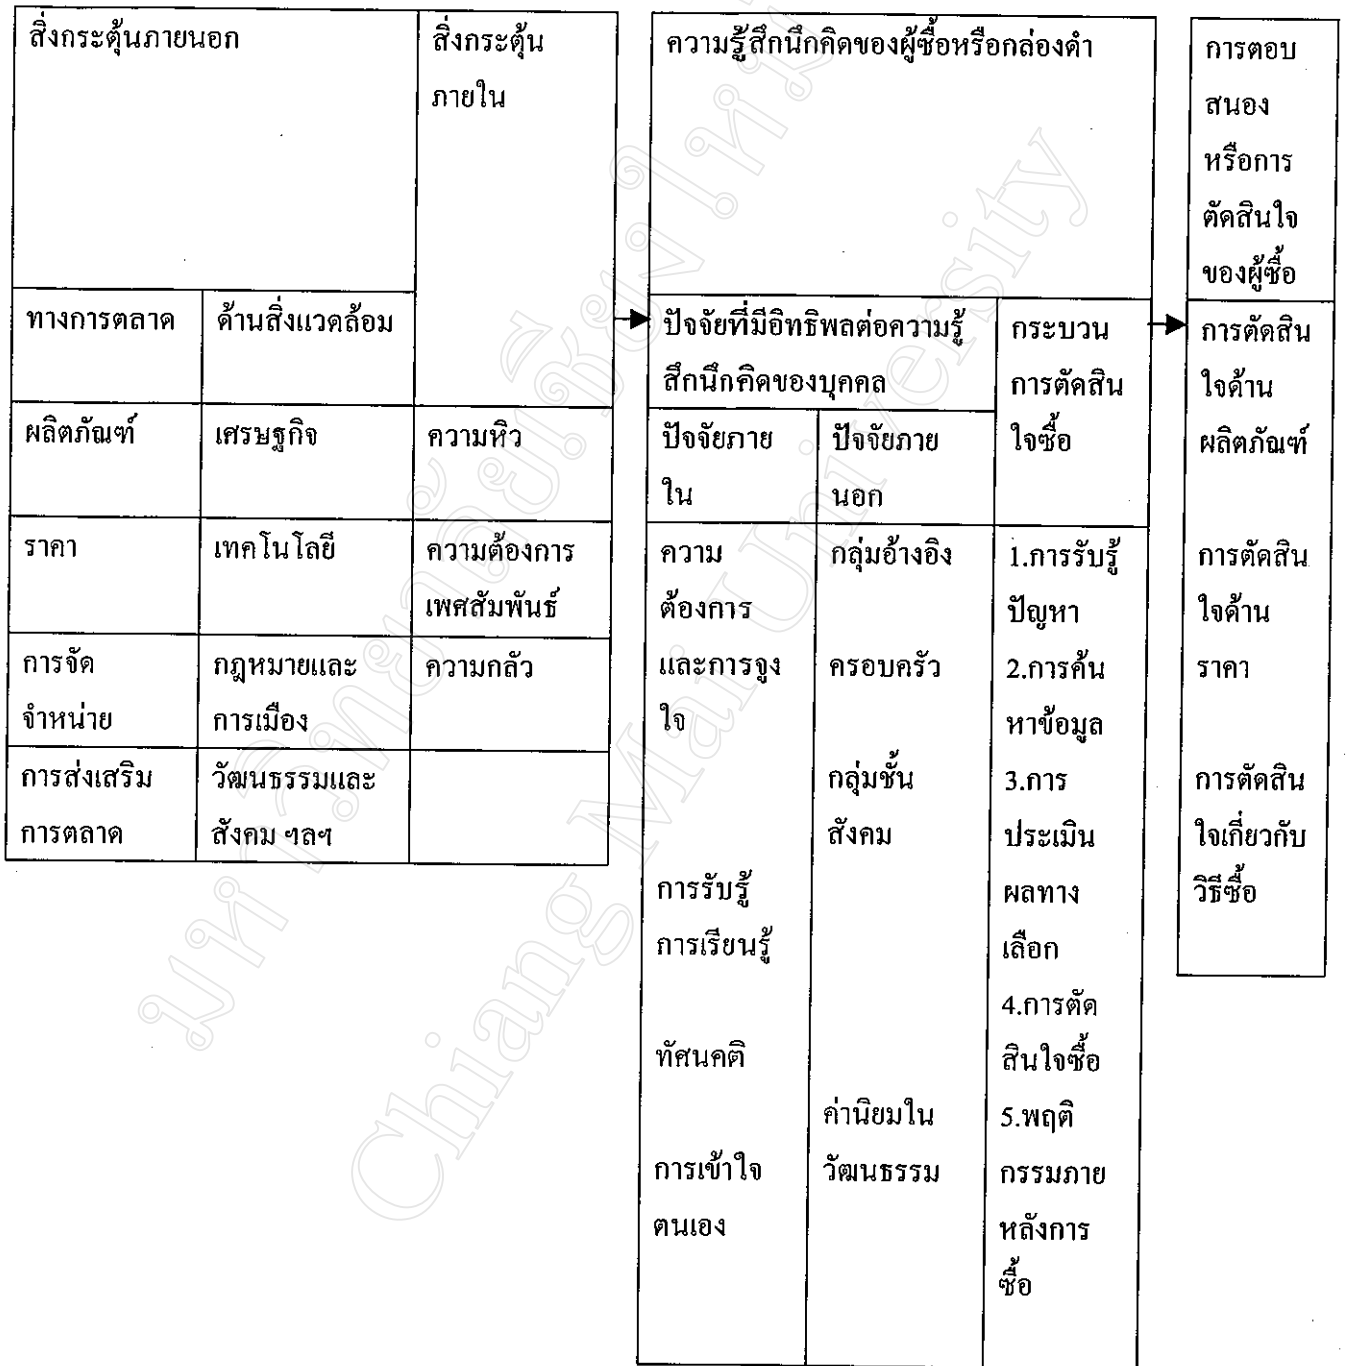 สิ่งกระตุ้นภายนอก
สิ่งกระตุ้น
ภายใน
ทางการตลาด
ด้านสิ่งแวดล้อม
ผลิตภัณฑ์
เศรษฐกิจ
ความหิว
ราคา
เทคโนโลยี
ความต้องการ
เพศสัมพันธ์
การจัด
จำหน่าย
กฎหมายและ
การเมือง
ความกลัว
การส่งเสริม
การตลาด
วัฒนธรรมและ
สังคม ฯลฯ
ความรู้สึกนึกคิดของผู้ซื้อหรือกล่องดำ
ปัจจัยที่มีอิทธิพลต่อความรู้
สึกนึกคิดของบุคคล
ปัจจัยภาย
ใน
ปัจจัยภาย
นอก
ความ
ต้องการ
และการจูง
ใจ
การรับรู้
การเรียนรู้
ทัศนคติ
การเข้าใจ
ตนเอง
กลุ่มอ้างอิง
ครอบครัว
กลุ่มชั้น
สังคม
ค่านิยมใน
วัฒนธรรม
กระบวน
การตัดสิน
ใจซื้อ
1.การรับรู้
ปัญหา
2.การค้น
หาข้อมูล
3.การ
ประเมิน
ผลทาง
เลือก
4.การตัด
สินใจซื้อ
5.พฤติ
กรรมภาย
หลังการ
ซื้อ
การตอบ
สนอง
หรือการ
ตัดสินใจ
ของผู้ซื้อ
การตัดสิน
ใจด้าน
ผลิตภัณฑ์
การตัดสิน
ใจด้าน
ราคา
การตัดสิน
ใจเกี่ยวกับ
วิธีซื้อ
มหาวิทยาลัยเชียงใหม่
Chiang Mai University